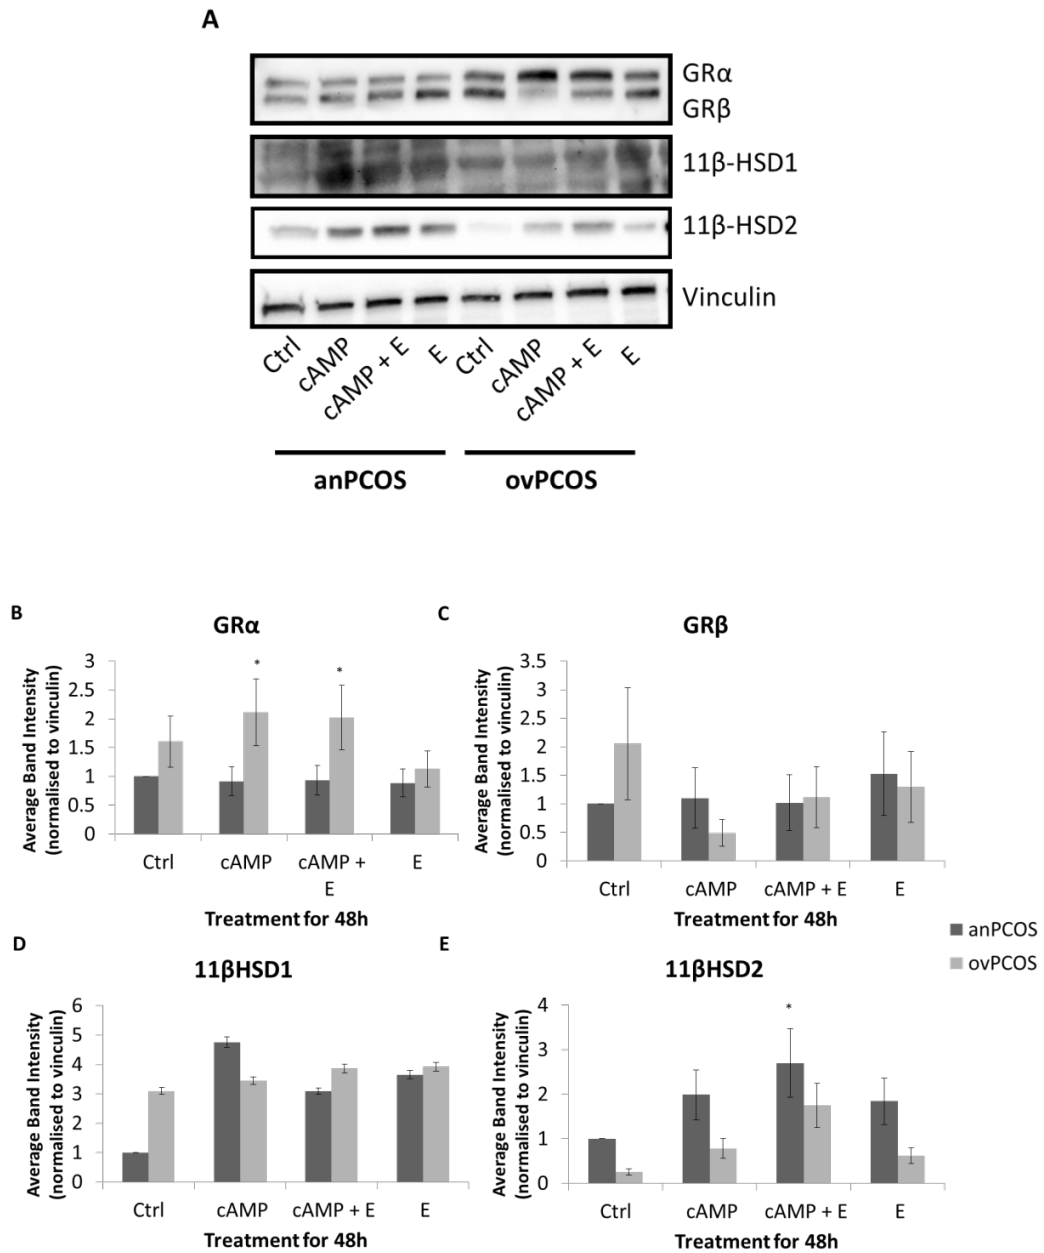 A
GRα
GRβ
11β-HSD1
11β-HSD2
Vinculin
Ctrl cAMP cAMP + E E Ctrl cAMP cAMP + E E
anPCOS ovPCOS
B
GRα
Average Band Intensity
(normalised to vinculin)
3
2.5
2
1.5
1
0.5
0
* *
Ctrl cAMP cAMP + E
E
Treatment for 48h
C
GRβ
Average Band Intensity
(normalised to vinculin)
3.5
3
2.5
2
1.5
1
0.5
0
Ctrl cAMP cAMP + E E
Treatment for 48h
anPCOS
ovPCOS
D
11βHSD1
Average Band Intensity
(normalised to vinculin)
6
5
4
3
2
1
0
Ctrl cAMP cAMP + E E
Treatment for 48h
E
11βHSD2
Average Band Intensity
(normalised to vinculin)
4
3
2
1
0
*
Ctrl cAMP cAMP + E E
Treatment for 48h